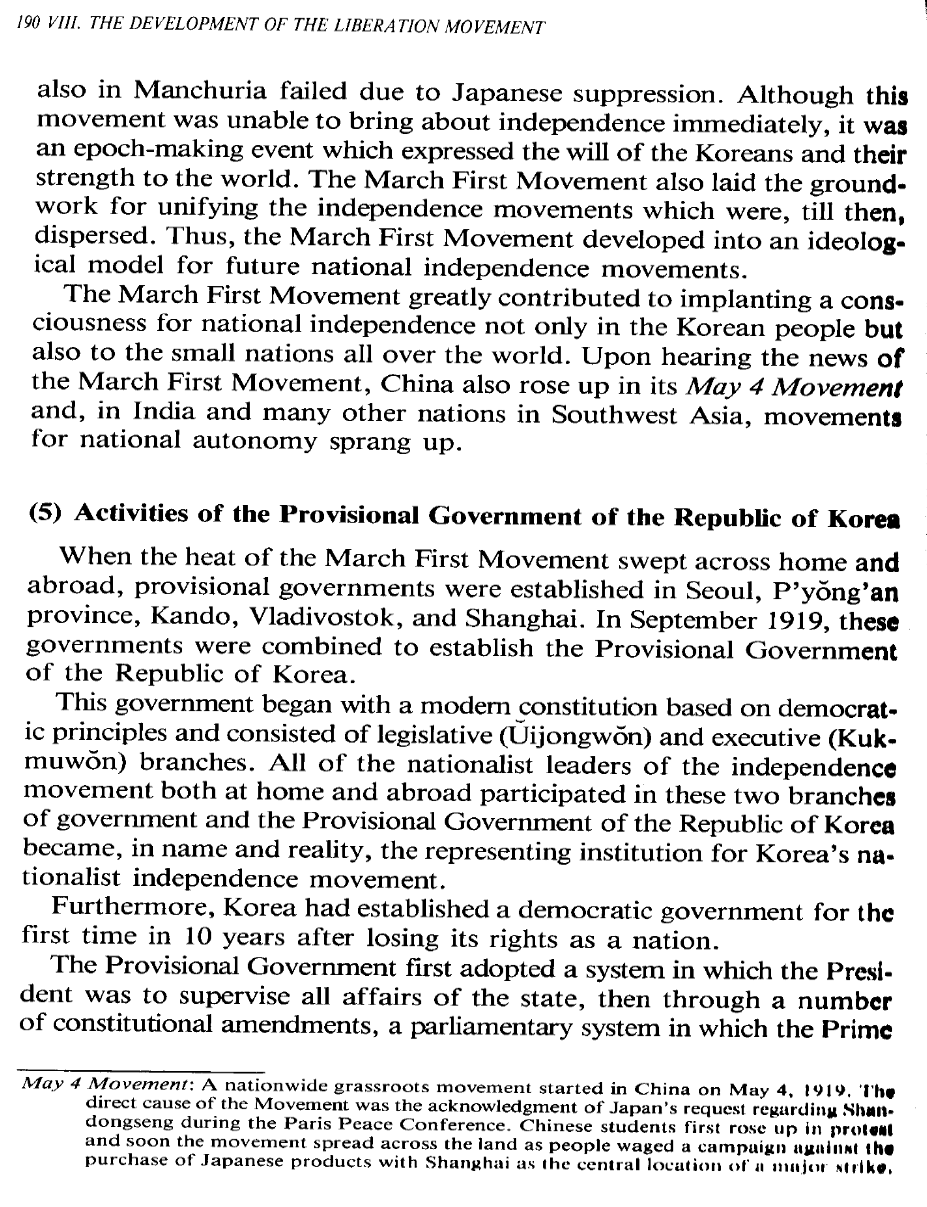 190 VIII. THE DEVELOPMENT OF THE LIBERATION MOVEMENT
also in Manchuria failed due to Japanese suppression. Although this
movement was unable to bring about independence immediately, it was
an epoch-making event which expressed the will of the Koreans and their
strength to the world. The March First Movement also laid the ground-
work for unifying the independence movements which were, till then,
dispersed. Thus, the March First Movement developed into an ideolog-
ical model for future national independence movements.
The March First Movement greatly contributed to implanting a cons-
ciousness for national independence not only in the Korean people but
also to the small nations all over the world. Upon hearing the news of
the March First Movement, China also rose up in its May 4 Movement
and, in India and many other nations in Southwest Asia, movements
for national autonomy sprang up.
(5) Activities of the Provisional Government of the Republic of Korea
When the heat of the March First Movement swept across home and
abroad, provisional governments were established in Seoul, P'yŏng'an
province, Kando, Vladivostok, and Shanghai. In September 1919, these
governments were combined to establish the Provisional Government
of the Republic of Korea.
This government began with a modern constitution based on democrat-
ic principles and consisted of legislative (Ŭijongwŏn) and executive (Kuk-
muwŏn) branches. All of the nationalist leaders of the independence
movement both at home and abroad participated in these two branches
of government and the Provisional Government of the Republic of Korea
became, in name and reality, the representing institution for Korea's na-
tionalist independence movement.
Furthermore, Korea had established a democratic government for the
first time in 10 years after losing its rights as a nation.
The Provisional Government first adopted a system in which the Presi-
dent was to supervise all affairs of the state, then through a number
of constitutional amendments, a parliamentary system in which the Prime
May 4 Movement: A nationwide grassroots movement started in China on May 4, 1919. The
direct cause of the Movement was the acknowledgment of Japan's request regarding Shan-
dongseng during the Paris Peace Conference. Chinese students first rose up in protest
and soon the movement spread across the land as people waged a campaign against the
purchase of Japanese products with Shanghai as the central location of a major strike.